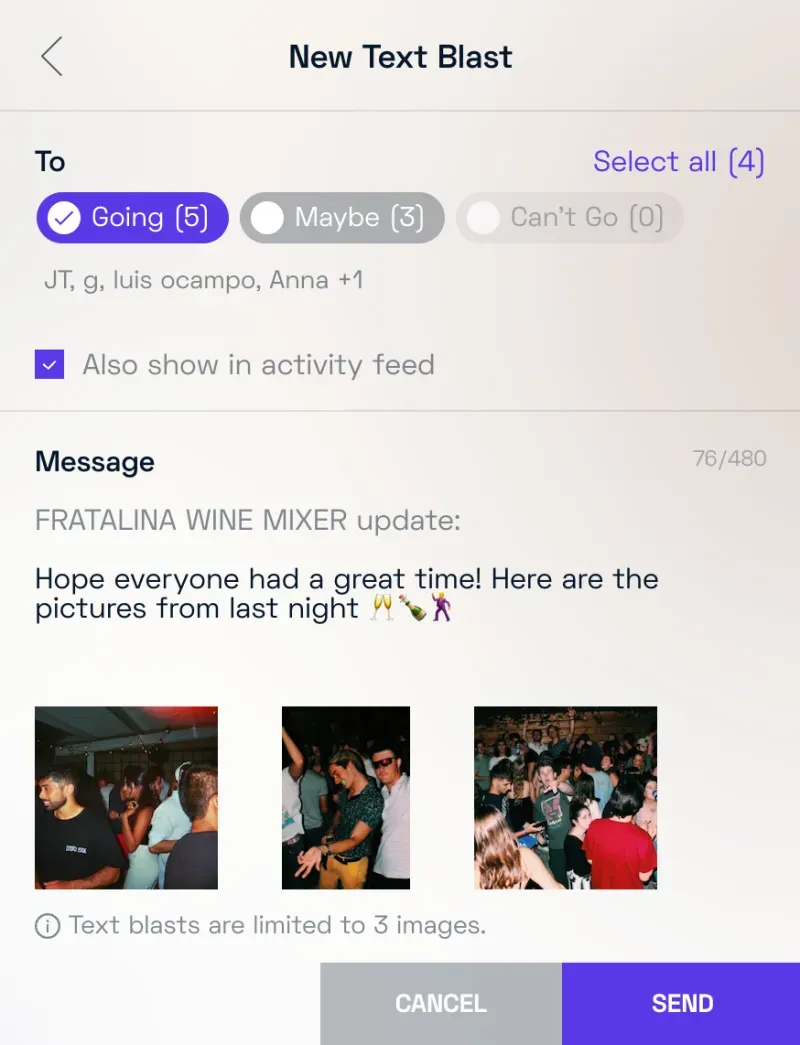 New Text Blast
To
Select all (4)
Going (5)
Maybe (3)
Can't Go (0)
JT, g, luis ocampo, Anna +1
Also show in activity feed
Message
76/480
FRATALINA WINE MIXER update:
Hope everyone had a great time! Here are the
pictures from last night 🥂🍾🕺
Text blasts are limited to 3 images.
CANCEL
SEND